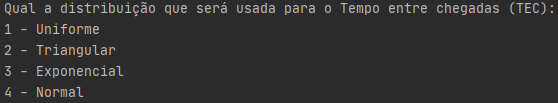 Qual a distribuição que será usada para o Tempo entre chegadas (TEC):
1 - Uniforme
2 - Triangular
3 - Exponencial
4 - Normal